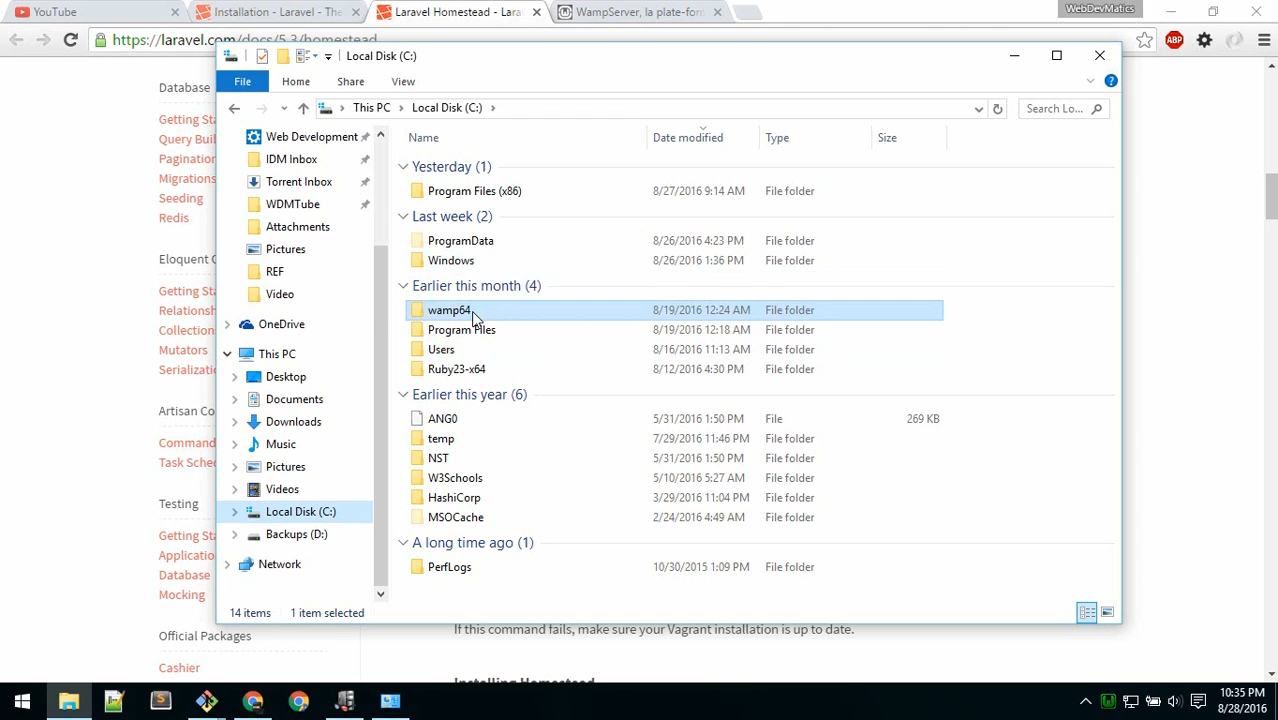 YouTube
Installation - Laravel - The
Laravel Homestead - Lara
WampServer, la plate-form
WebDevMatics
https://laravel.com/docs/5.3/homestead
ABP
Local Disk (C:)
File
Home
Share
View
This PC
Local Disk (C:)
Search Lo...
Name
Date modified
Type
Size
Web Development
IDM Inbox
Torrent Inbox
WDMTube
Attachments
Pictures
REF
Video
OneDrive
This PC
Desktop
Documents
Downloads
Music
Pictures
Videos
Local Disk (C:)
Backups (D:)
Network
Yesterday (1)
Program Files (x86) 8/27/2016 9:14 AM File folder
Last week (2)
ProgramData 8/26/2016 4:23 PM File folder
Windows 8/26/2016 1:36 PM File folder
Earlier this month (4)
wamp64 8/19/2016 12:24 AM File folder
Program Files 8/19/2016 12:18 AM File folder
Users 8/16/2016 11:13 AM File folder
Ruby23-x64 8/12/2016 4:30 PM File folder
Earlier this year (6)
ANG0 5/31/2016 1:50 PM File 269 KB
temp 7/29/2016 11:46 PM File folder
NST 5/31/2016 1:50 PM File folder
W3Schools 5/10/2016 5:27 AM File folder
HashiCorp 3/29/2016 11:04 PM File folder
MSOCache 2/24/2016 4:49 AM File folder
A long time ago (1)
PerfLogs 10/30/2015 1:09 PM File folder
14 items 1 item selected
Database
Getting Sta
Query Buil
Pagination
Migrations
Seeding
Redis
Eloquent O
Getting Sta
Relationshi
Collections
Mutators
Serializatio
Artisan Co
Command
Task Sched
Testing
Getting Sta
Application
Database
Mocking
Official Packages
Cashier
If this command fails, make sure your Vagrant installation is up to date.
Installing Homestead
10:35 PM
8/28/2016